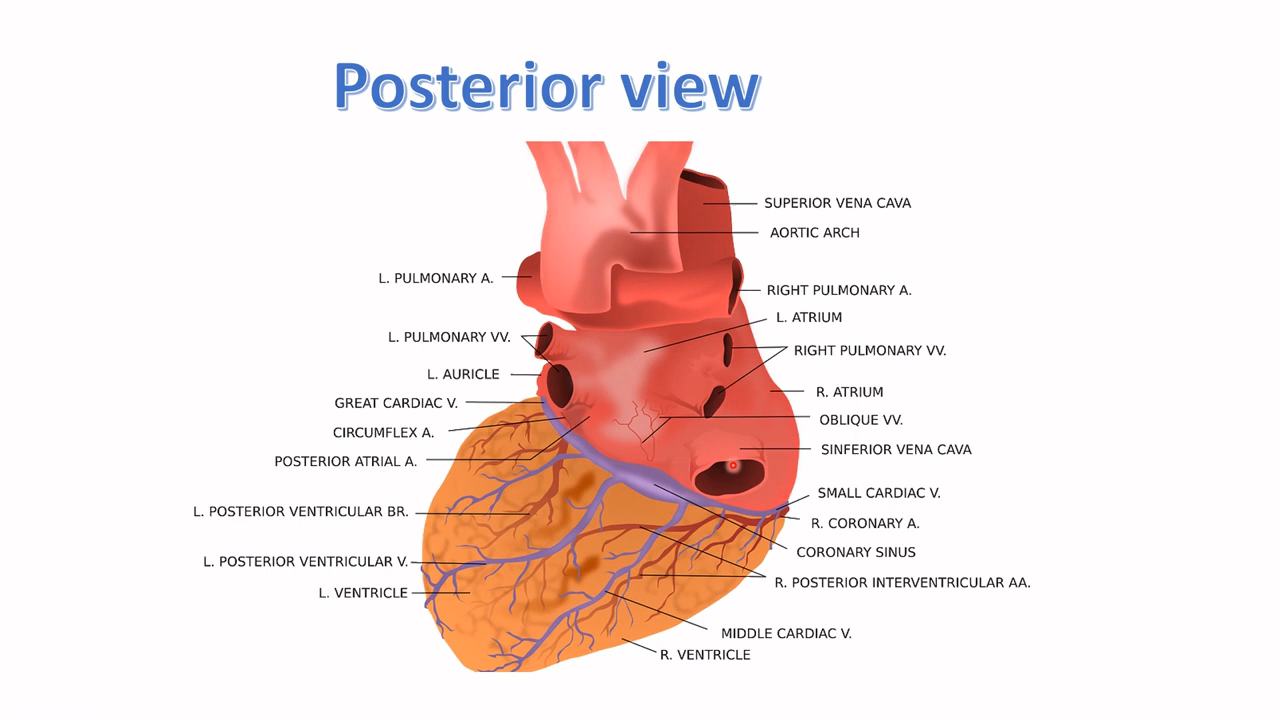 Posterior view
SUPERIOR VENA CAVA
AORTIC ARCH
L. PULMONARY A.
RIGHT PULMONARY A.
L. ATRIUM
L. PULMONARY VV.
RIGHT PULMONARY VV.
L. AURICLE
R. ATRIUM
GREAT CARDIAC V.
OBLIQUE VV.
CIRCUMFLEX A.
SINFERIOR VENA CAVA
POSTERIOR ATRIAL A.
SMALL CARDIAC V.
L. POSTERIOR VENTRICULAR BR.
R. CORONARY A.
CORONARY SINUS
L. POSTERIOR VENTRICULAR V.
R. POSTERIOR INTERVENTRICULAR AA.
L. VENTRICLE
MIDDLE CARDIAC V.
R. VENTRICLE